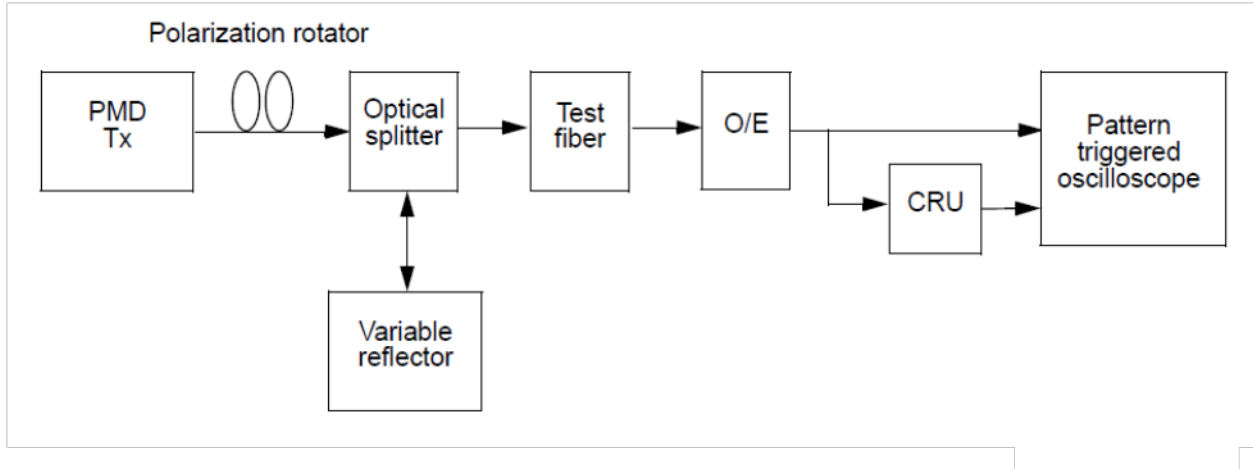 Polarization rotator
PMD
Tx
Optical
splitter
Test
fiber
O/E
Pattern
triggered
oscilloscope
CRU
Variable
reflector